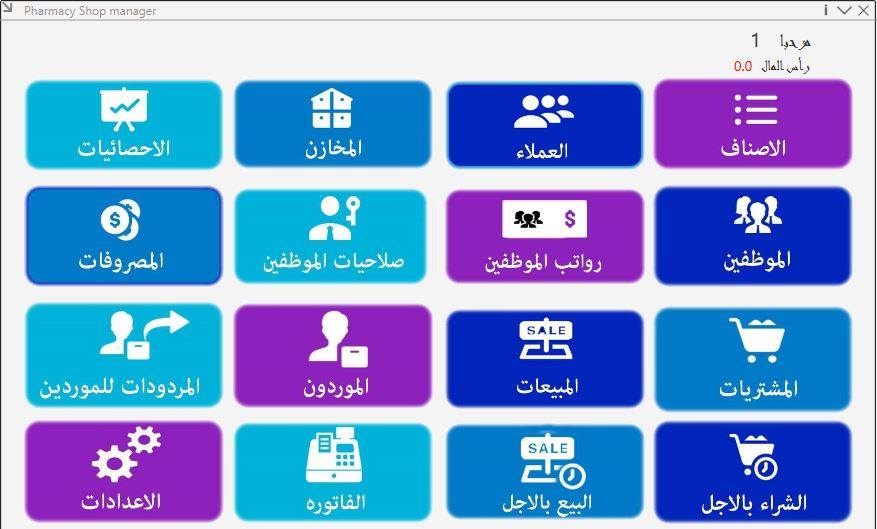 Pharmacy Shop manager
مرحبا 1
رأس المال 0.0
الاصناف
العملاء
المخازن
الاحصائيات
الموظفين
$
رواتب الموظفين
صلاحيات الموظفين
$
المصروفات
المشتريات
SALE
المبيعات
الموردون
المردودات للموردين
الشراء بالاجل
SALE
البيع بالاجل
الفاتوره
الاعدادات